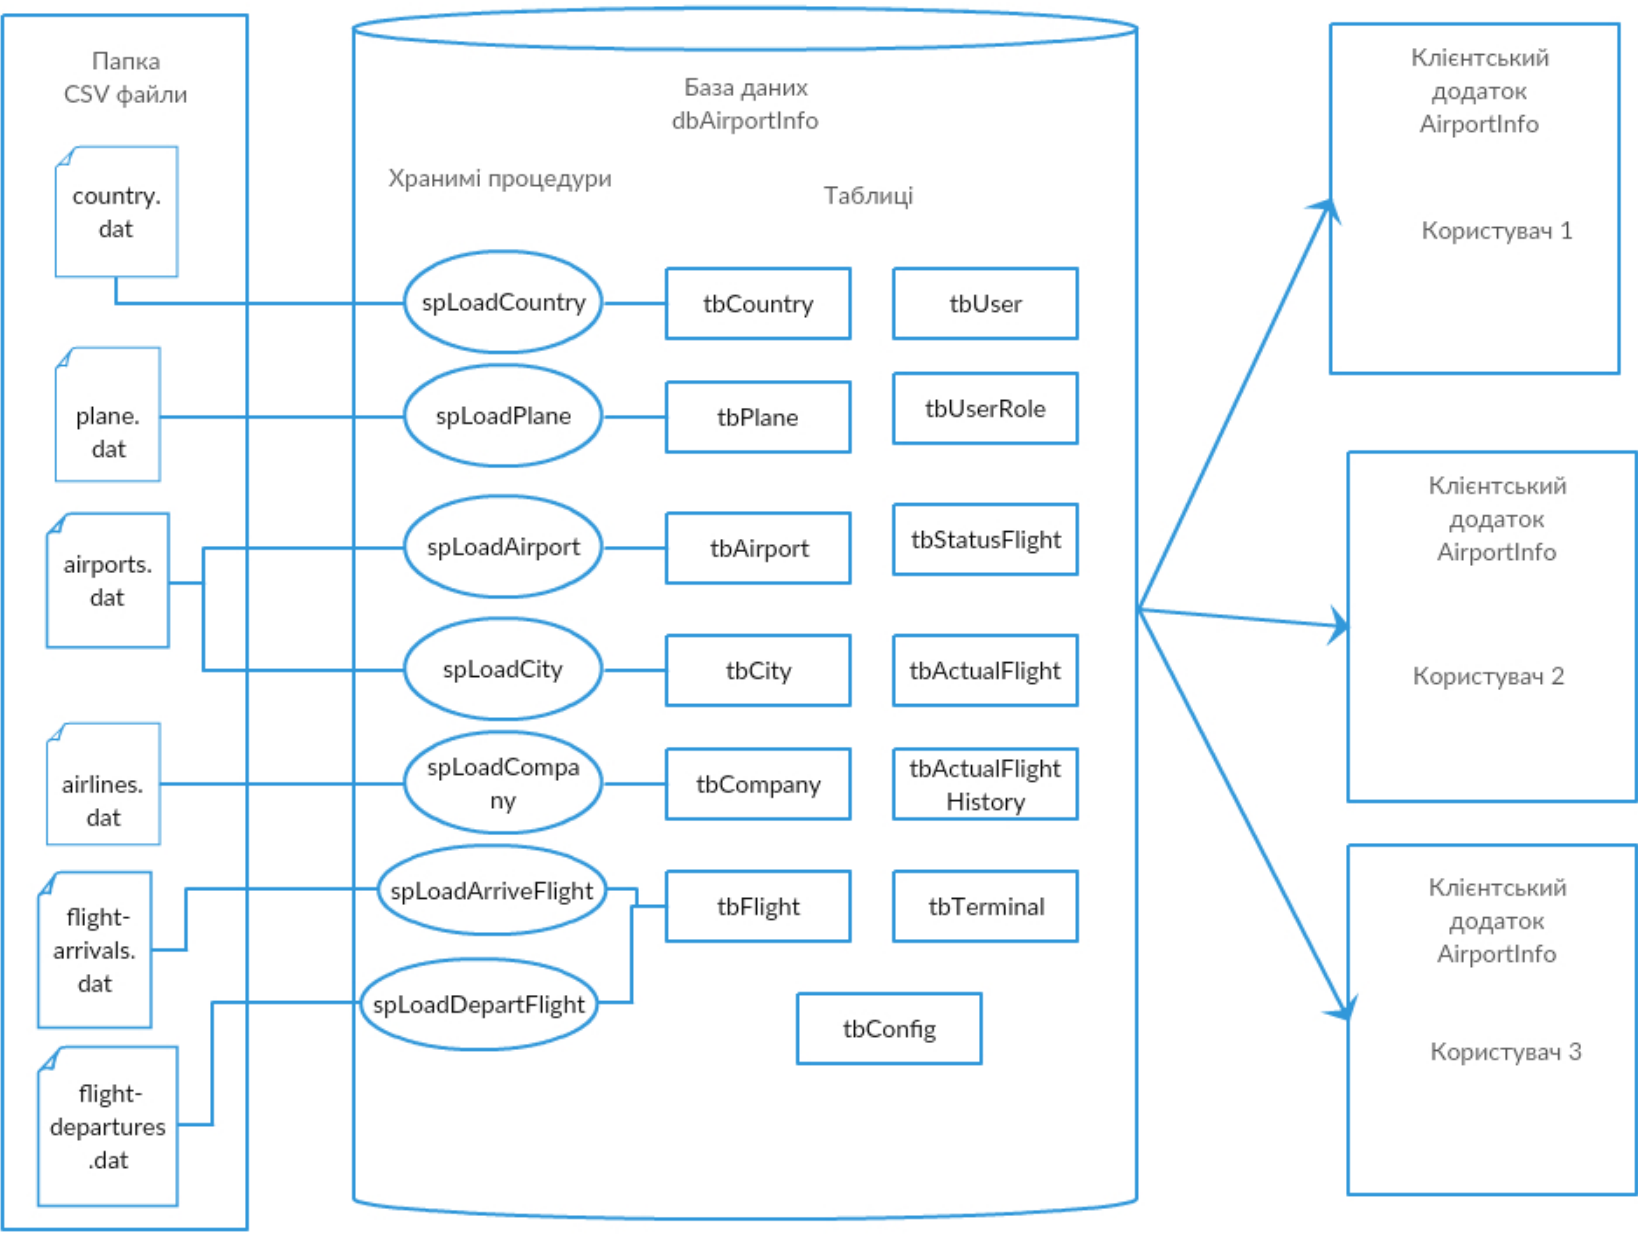 Папка
CSV файли
country.
dat
plane.
dat
airports.
dat
airlines.
dat
flight-
arrivals.
dat
flight-
departures
.dat
База даних
dbAirportInfo
Хранимі процедури
Таблиці
spLoadCountry
tbCountry
tbUser
spLoadPlane
tbPlane
tbUserRole
spLoadAirport
tbAirport
tbStatusFlight
spLoadCity
tbCity
tbActualFlight
spLoadCompa
ny
tbCompany
tbActualFlight
History
spLoadArriveFlight
tbFlight
tbTerminal
spLoadDepartFlight
tbConfig
Клієнтський
додаток
AirportInfo
Користувач 1
Клієнтський
додаток
AirportInfo
Користувач 2
Клієнтський
додаток
AirportInfo
Користувач 3